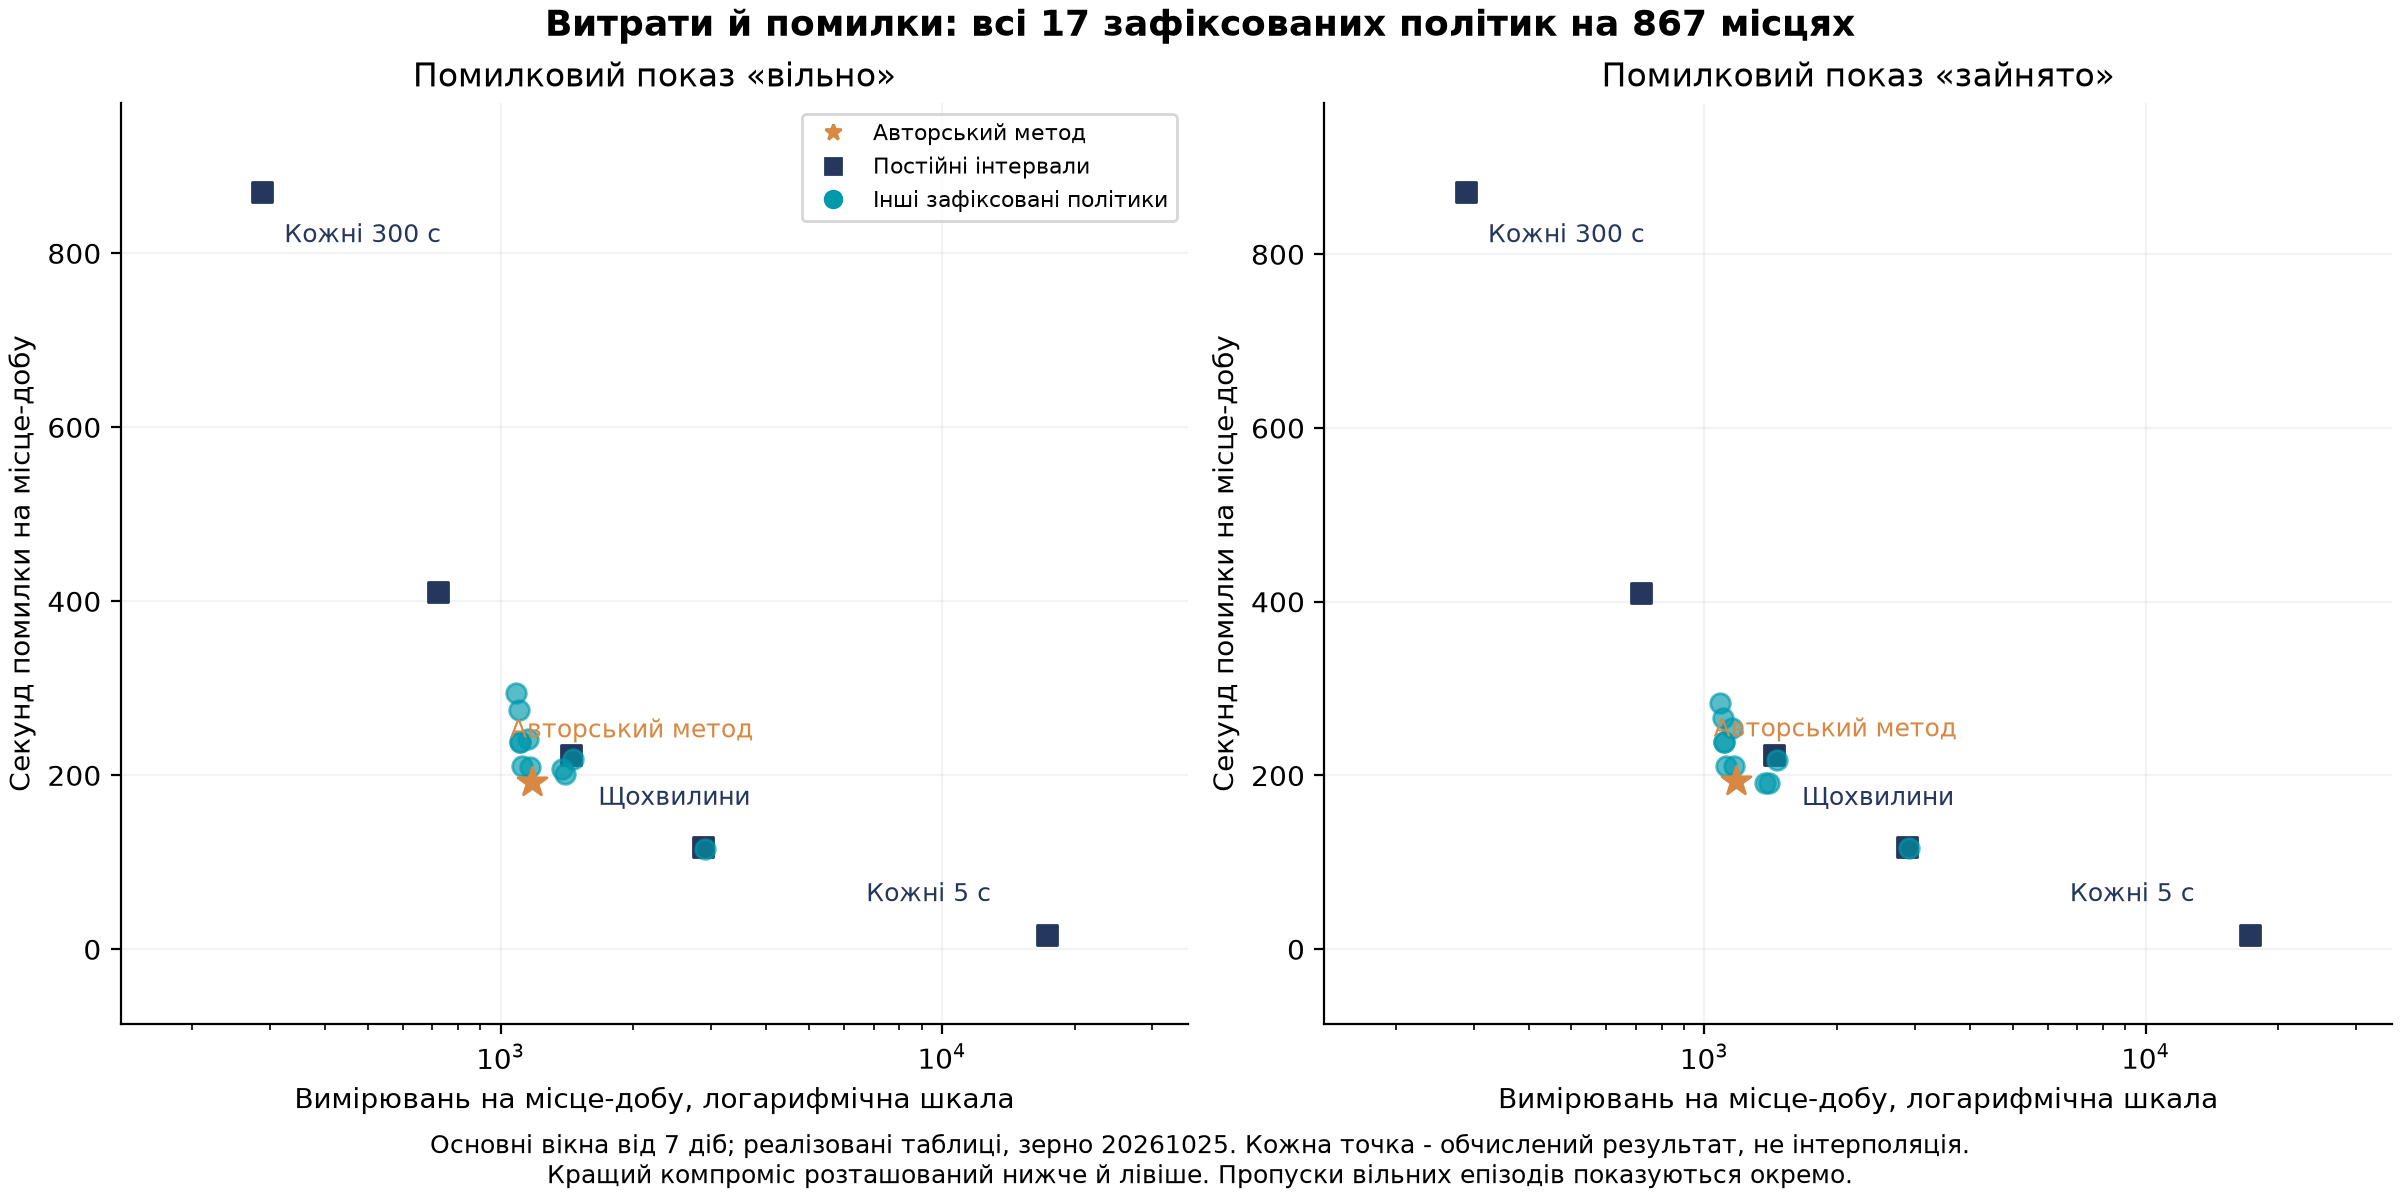 Витрати й помилки: всі 17 зафіксованих політик на 867 місцях
Помилковий показ «вільно»
Авторський метод
Постійні інтервали
Інші зафіксовані політики
Кожні 300 с
Авторський метод
Щохвилини
Кожні 5 с
800
600
400
200
0
10³
10⁴
Секунд помилки на місце-добу
Вимірювань на місце-добу, логарифмічна шкала
Помилковий показ «зайнято»
Кожні 300 с
Авторський метод
Щохвилини
Кожні 5 с
800
600
400
200
0
10³
10⁴
Секунд помилки на місце-добу
Вимірювань на місце-добу, логарифмічна шкала
Основні вікна від 7 діб; реалізовані таблиці, зерно 20261025. Кожна точка - обчислений результат, не інтерполяція.
Кращий компроміс розташований нижче й лівіше. Пропуски вільних епізодів показуються окремо.